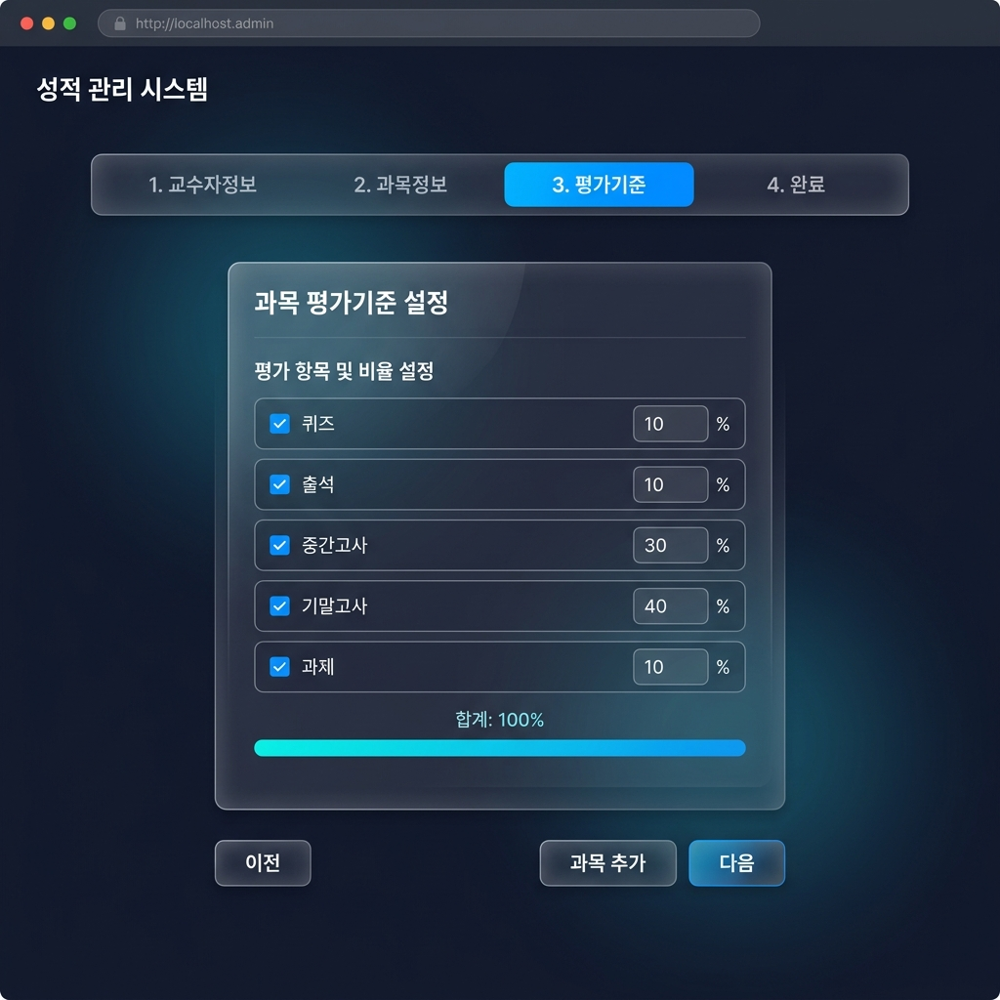 http://localhost.admin
성적 관리 시스템
1. 교수자정보 2. 과목정보 3. 평가기준 4. 완료
과목 평가기준 설정
평가 항목 및 비율 설정
퀴즈 10 %
출석 10 %
중간고사 30 %
기말고사 40 %
과제 10 %
합계: 100%
이전 과목 추가 다음